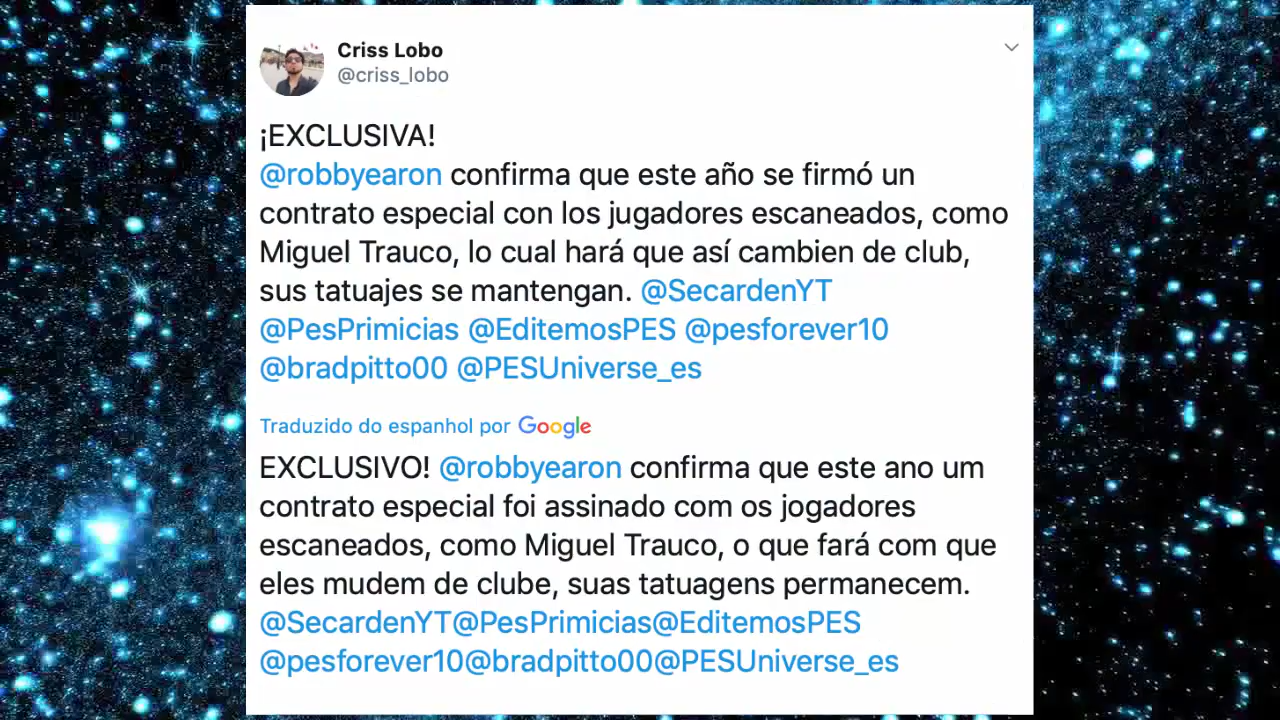 Criss Lobo
@criss_lobo
¡EXCLUSIVA!
@robbyearon confirma que este año se firmó un
contrato especial con los jugadores escaneados, como
Miguel Trauco, lo cual hará que así cambien de club,
sus tatuajes se mantengan. @SecardenYT
@PesPrimicias @EditemosPES @pesforever10
@bradpitto00 @PESUniverse_es
Traduzido do espanhol por Google
EXCLUSIVO! @robbyearon confirma que este ano um
contrato especial foi assinado com os jogadores
escaneados, como Miguel Trauco, o que fará com que
eles mudem de clube, suas tatuagens permanecem.
@SecardenYT@PesPrimicias@EditemosPES
@pesforever10@bradpitto00@PESUniverse_es